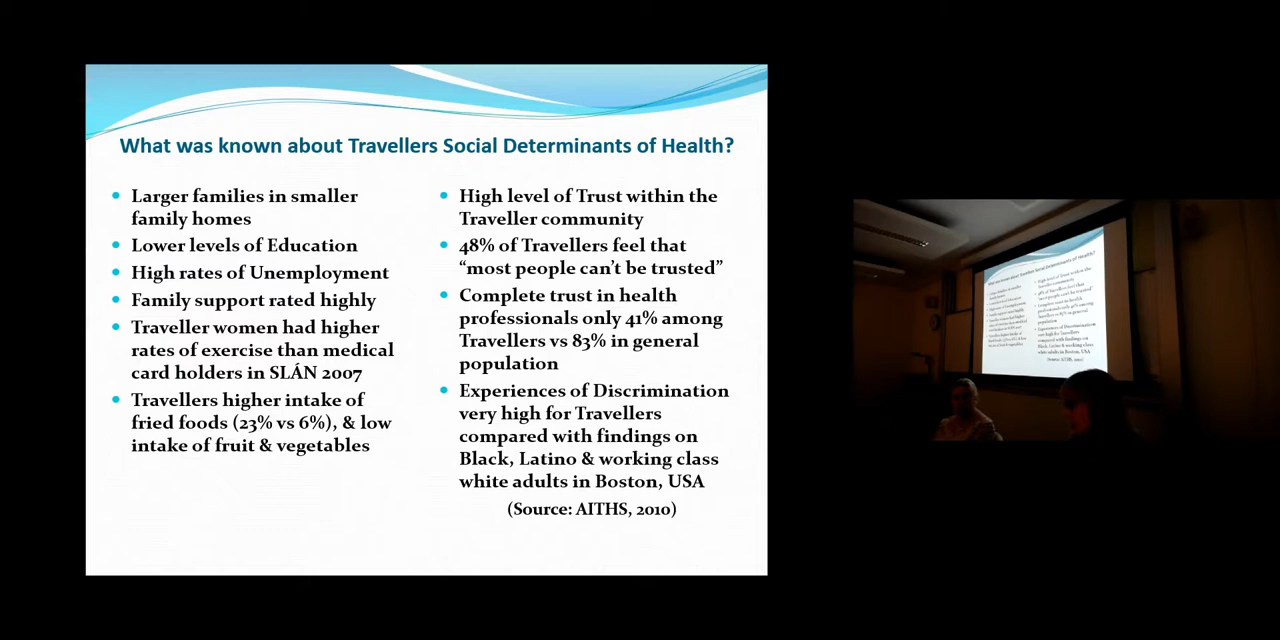 What was known about Travellers Social Determinants of Health?
Larger families in smaller
family homes
Lower levels of Education
High rates of Unemployment
Family support rated highly
Traveller women had higher
rates of exercise than medical
card holders in SLÁN 2007
Travellers higher intake of
fried foods (23% vs 6%), & low
intake of fruit & vegetables
High level of Trust within the
Traveller community
48% of Travellers feel that
“most people can’t be trusted”
Complete trust in health
professionals only 41% among
Travellers vs 83% in general
population
Experiences of Discrimination
very high for Travellers
compared with findings on
Black, Latino & working class
white adults in Boston, USA
(Source: AITHS, 2010)